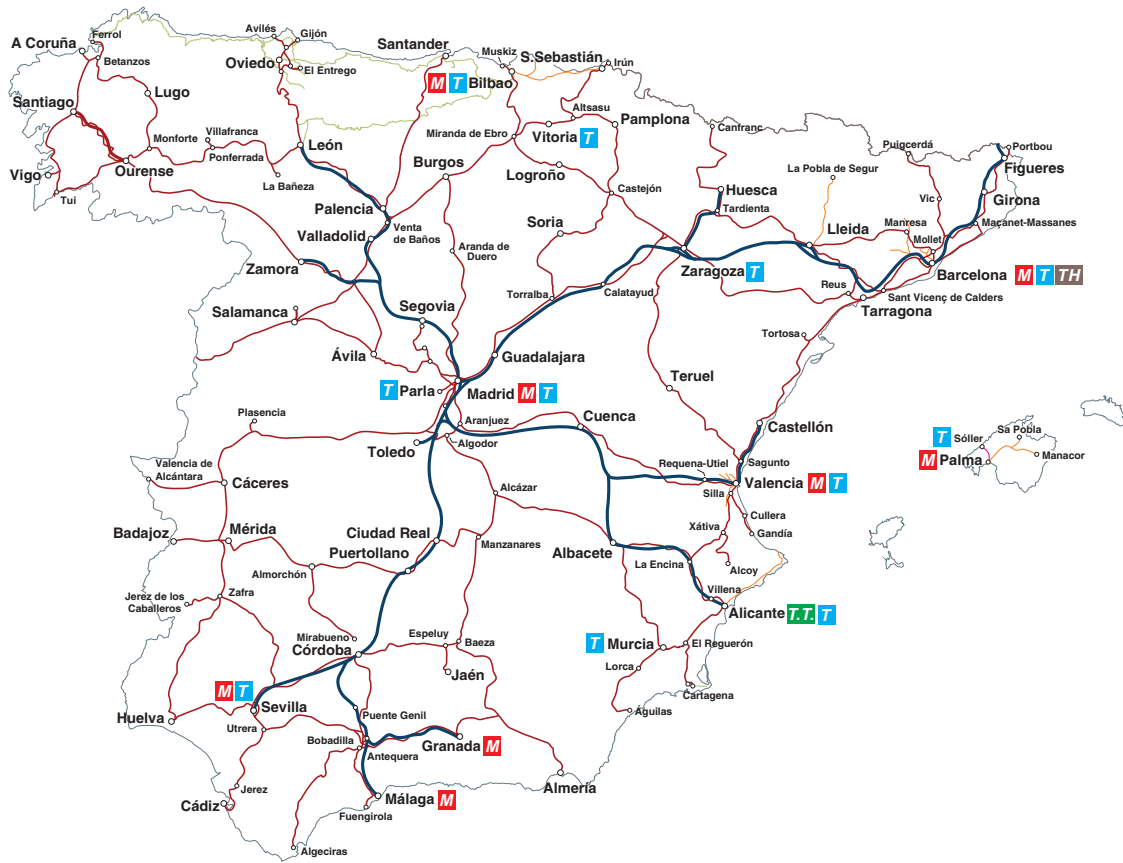 Ferrol
A Coruña
Betanzos
Avilés
Gijón
Oviedo
El Entrego
Santander
Muskiz
S.Sebastián
Irún
M T Bilbao
Lugo
Santiago
Altsasu
Pamplona
Canfranc
Monforte
Villafranca
Ponferrada
León
Miranda de Ebro
Vitoria T
Puigcerdá
Portbou
Vigo
Ourense
Burgos
Logroño
La Pobla de Segur
Figueres
Tui
La Bañeza
Castejón
Huesca
Vic
Girona
Palencia
Tardienta
Venta
de Baños
Soria
Lleida
Manresa
Maçanet-Massanes
Valladolid
Mollet
Aranda de
Duero
Zamora
Zaragoza T
Barcelona M T TH
Torralba
Calatayud
Reus
Sant Vicenç de Calders
Segovia
Tarragona
Salamanca
Tortosa
Ávila
Guadalajara
Teruel
T Parla
Madrid M T
Plasencia
Cuenca
Castellón
Aranjuez
Toledo
Algodor
T Sóller
Sa Pobla
M Palma
Manacor
Valencia de
Alcántara
Requena-Utiel
Sagunto
Cáceres
Alcázar
Valencia M T
Silla
Cullera
Badajoz
Mérida
Ciudad Real
Xátiva
Gandía
Puertollano
Manzanares
Albacete
Almorchón
La Encina
Alcoy
Jerez de los
Caballeros
Zafra
Villena
Alicante T.T. T
Mirabueno
Espeluy
Baeza
T Murcia
El Reguerón
Córdoba
Jaén
Lorca
M T
Sevilla
Cartagena
Huelva
Puente Genil
Águilas
Utrera
Bobadilla
Granada M
Antequera
Jerez
Cádiz
Málaga M
Almería
Fuengirola
Algeciras